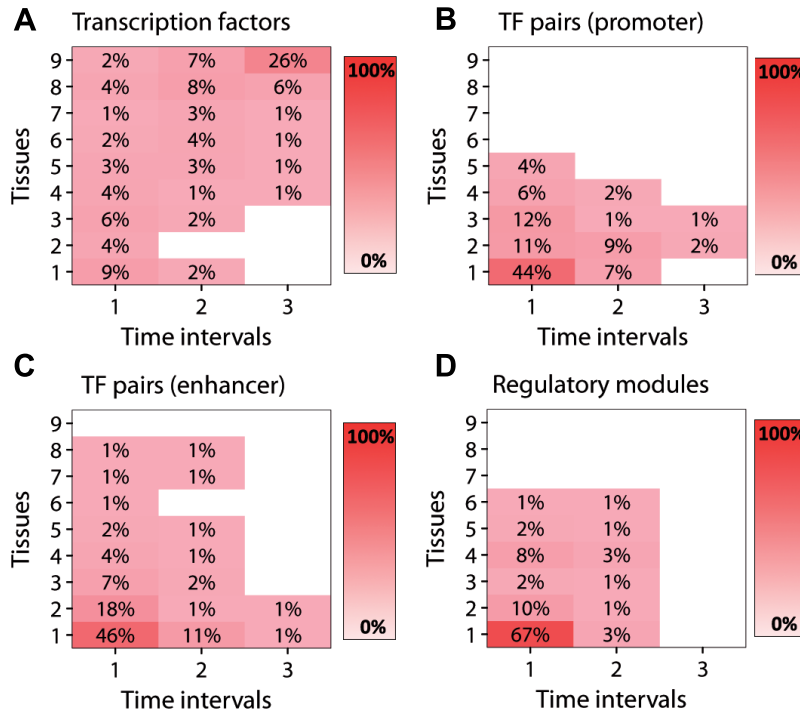 A Transcription factors
9 2% 7% 26%
8 4% 8% 6%
7 1% 3% 1%
6 2% 4% 1%
5 3% 3% 1%
4 4% 1% 1%
3 6% 2%
2 4%
1 9% 2%
1 2 3
Time intervals
Tissues
100%
0%
B TF pairs (promoter)
9
8
7
6
5 4%
4 6% 2%
3 12% 1% 1%
2 11% 9% 2%
1 44% 7%
1 2 3
Time intervals
Tissues
100%
0%
C TF pairs (enhancer)
9
8 1% 1%
7 1% 1%
6 1%
5 2% 1%
4 4% 1%
3 7% 2%
2 18% 1% 1%
1 46% 11% 1%
1 2 3
Time intervals
Tissues
100%
0%
D Regulatory modules
9
8
7
6 1% 1%
5 2% 1%
4 8% 3%
3 2% 1%
2 10% 1%
1 67% 3%
1 2 3
Time intervals
Tissues
100%
0%